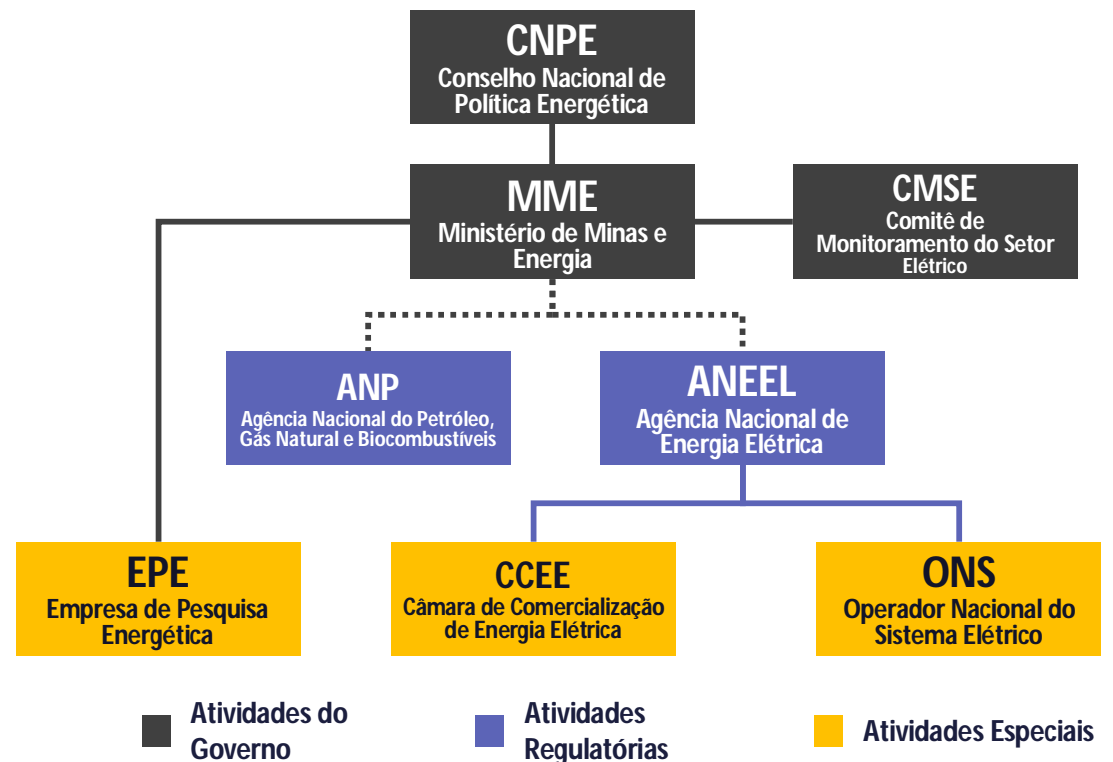 CNPE
Conselho Nacional de
Política Energética
MME
Ministério de Minas e
Energia
CMSE
Comitê de
Monitoramento do Setor
Elétrico
ANP
Agência Nacional do Petróleo,
Gás Natural e Biocombustíveis
ANEEL
Agência Nacional de
Energia Elétrica
EPE
Empresa de Pesquisa
Energética
CCEE
Câmara de Comercialização
de Energia Elétrica
ONS
Operador Nacional do
Sistema Elétrico
Atividades do
Governo
Atividades
Regulatórias
Atividades Especiais